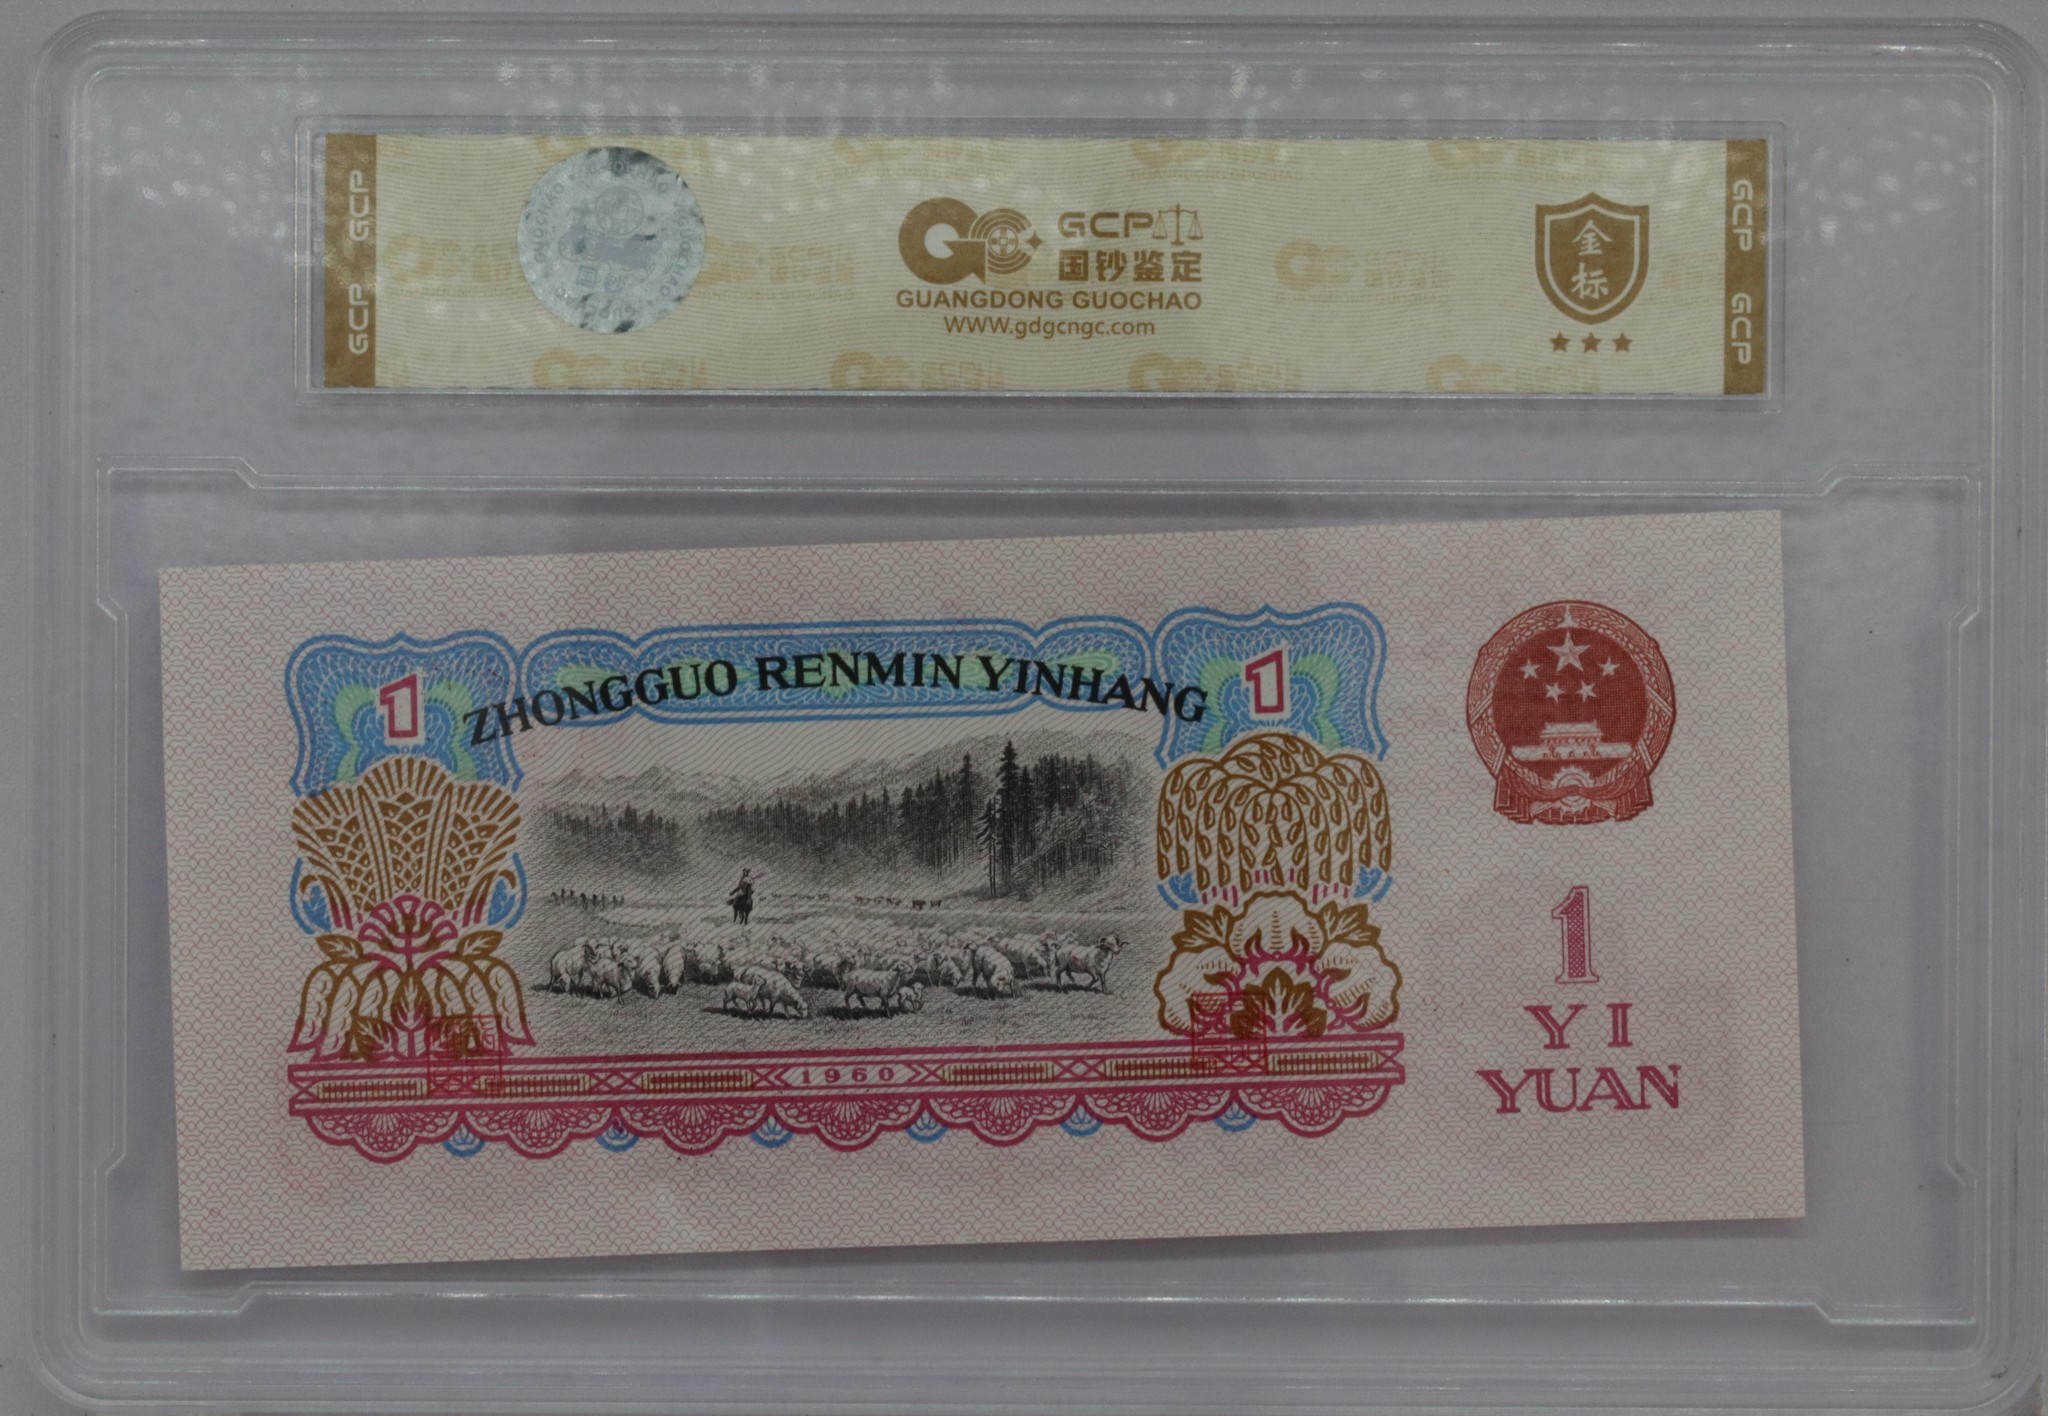 GCP GCP
GCP
国钞鉴定
GUANGDONG GUOCHAO
WWW.gdgcngc.com
金标
GCP GCP
1
ZHONGGUO RENMIN YINHANG
1
1
YI
YUAN
1960